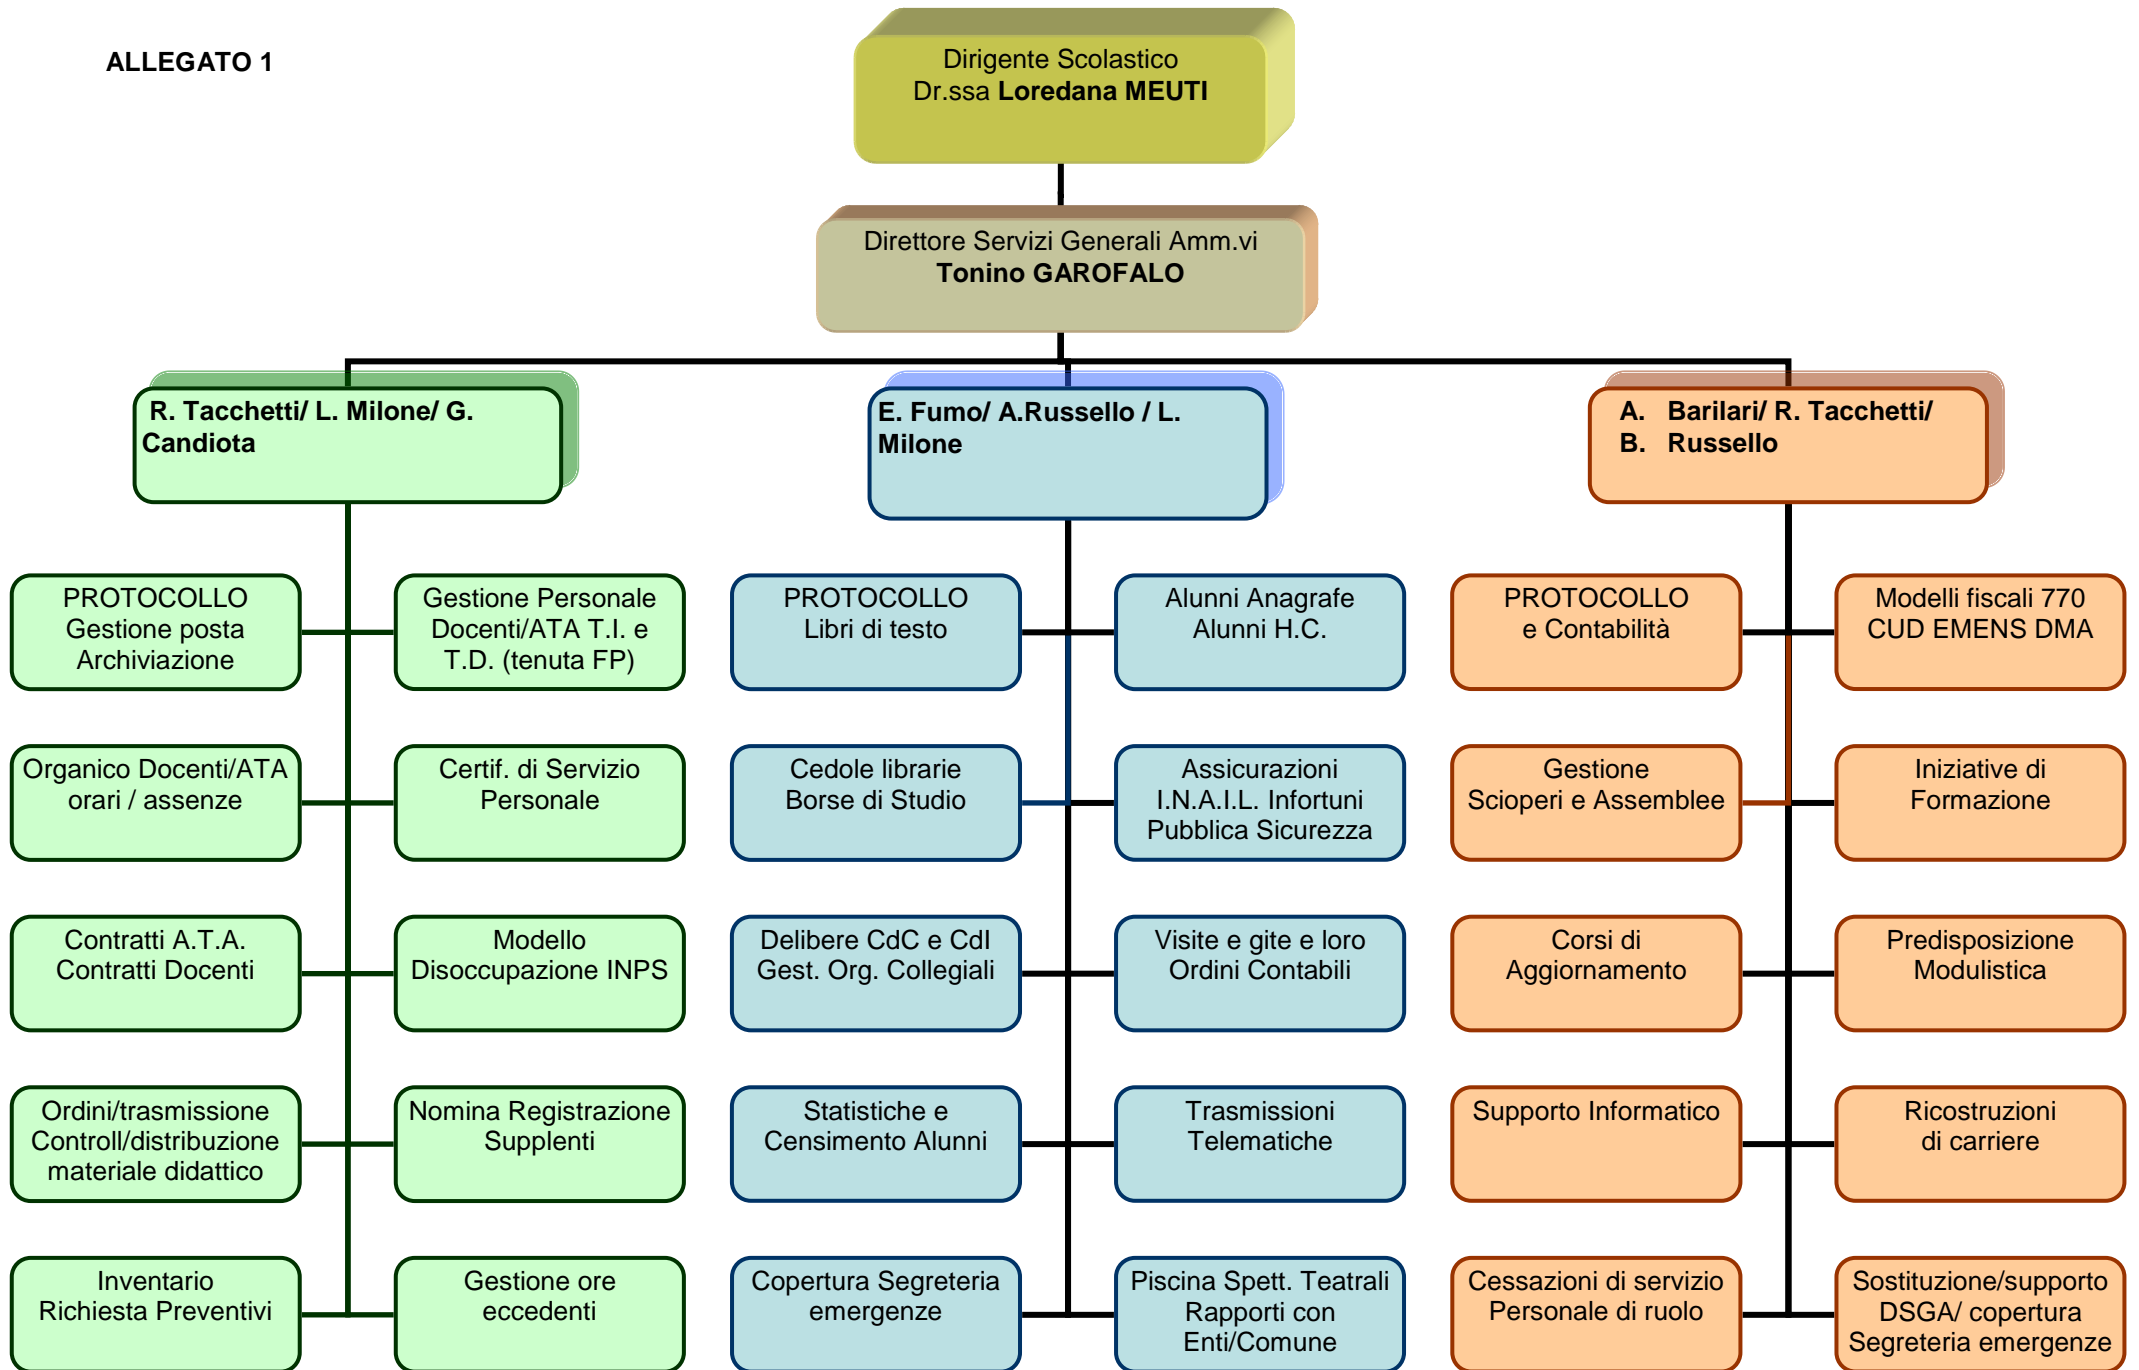 ALLEGATO 1
Dirigente Scolastico
Dr.ssa Loredana MEUTI
Direttore Servizi Generali Amm.vi
Tonino GAROFALO
R. Tacchetti/ L. Milone/ G.
Candiota
E. Fumo/ A.Russello / L.
Milone
A. Barilari/ R. Tacchetti/
B. Russello
PROTOCOLLO
Gestione posta
Archiviazione
Gestione Personale
Docenti/ATA T.I. e
T.D. (tenuta FP)
PROTOCOLLO
Libri di testo
Alunni Anagrafe
Alunni H.C.
PROTOCOLLO
e Contabilità
Modelli fiscali 770
CUD EMENS DMA
Organico Docenti/ATA
orari / assenze
Certif. di Servizio
Personale
Cedole librarie
Borse di Studio
Assicurazioni
I.N.A.I.L. Infortuni
Pubblica Sicurezza
Gestione
Scioperi e Assemblee
Iniziative di
Formazione
Contratti A.T.A.
Contratti Docenti
Modello
Disoccupazione INPS
Delibere CdC e CdI
Gest. Org. Collegiali
Visite e gite e loro
Ordini Contabili
Corsi di
Aggiornamento
Predisposizione
Modulistica
Ordini/trasmissione
Controll/distribuzione
materiale didattico
Nomina Registrazione
Supplenti
Statistiche e
Censimento Alunni
Trasmissioni
Telematiche
Supporto Informatico
Ricostruzioni
di carriere
Inventario
Richiesta Preventivi
Gestione ore
eccedenti
Copertura Segreteria
emergenze
Piscina Spett. Teatrali
Rapporti con
Enti/Comune
Cessazioni di servizio
Personale di ruolo
Sostituzione/supporto
DSGA/ copertura
Segreteria emergenze